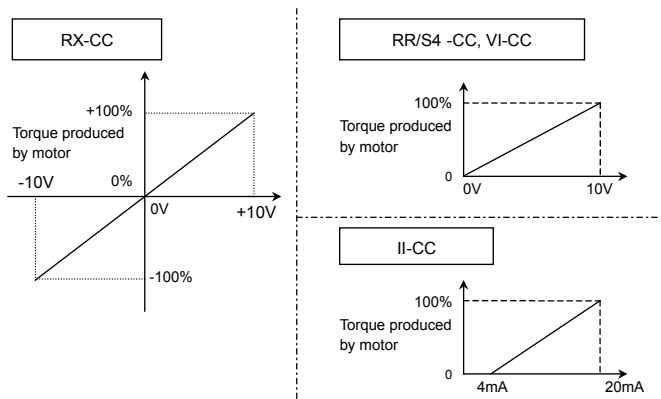 RX-CC
+100%
Torque produced
by motor
-10V
0%
0V
+10V
-100%
RR/S4 -CC, VI-CC
100%
Torque produced
by motor
0
0V
10V
II-CC
100%
Torque produced
by motor
0
4mA
20mA